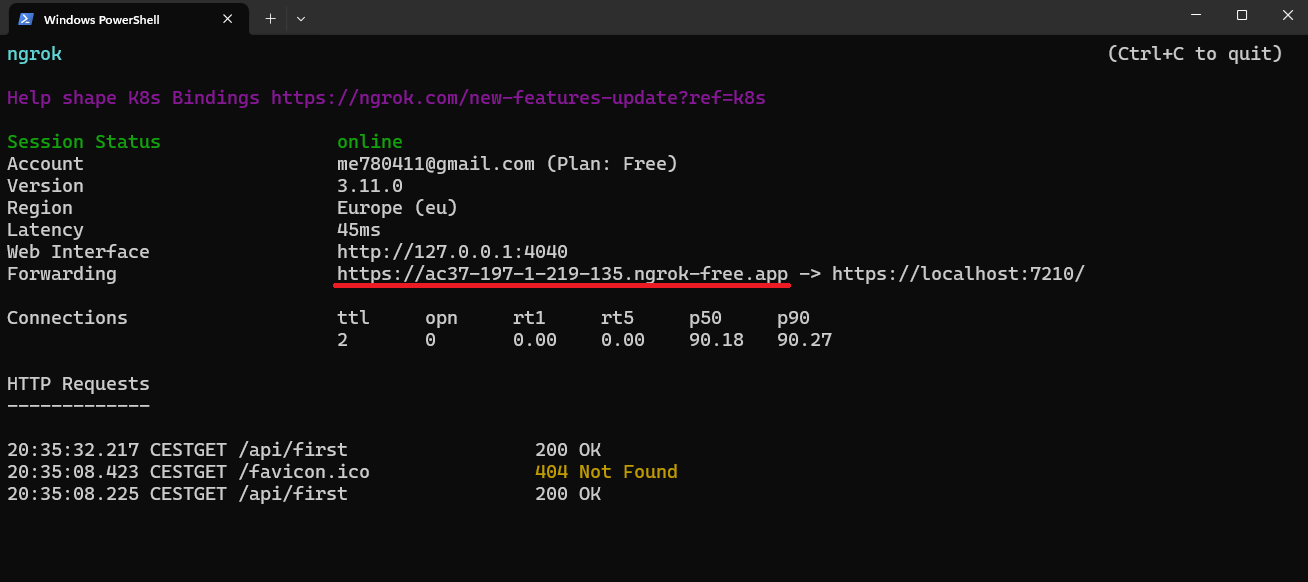 Windows PowerShell
ngrok (Ctrl+C to quit)
Help shape K8s Bindings https://ngrok.com/new-features-update?ref=k8s
Session Status online
Account me780411@gmail.com (Plan: Free)
Version 3.11.0
Region Europe (eu)
Latency 45ms
Web Interface http://127.0.0.1:4040
Forwarding https://ac37-197-1-219-135.ngrok-free.app -> https://localhost:7210/
Connections ttl opn rt1 rt5 p50 p90
2 0 0.00 0.00 90.18 90.27
HTTP Requests
-------------
20:35:32.217 CESTGET /api/first 200 OK
20:35:08.423 CESTGET /favicon.ico 404 Not Found
20:35:08.225 CESTGET /api/first 200 OK